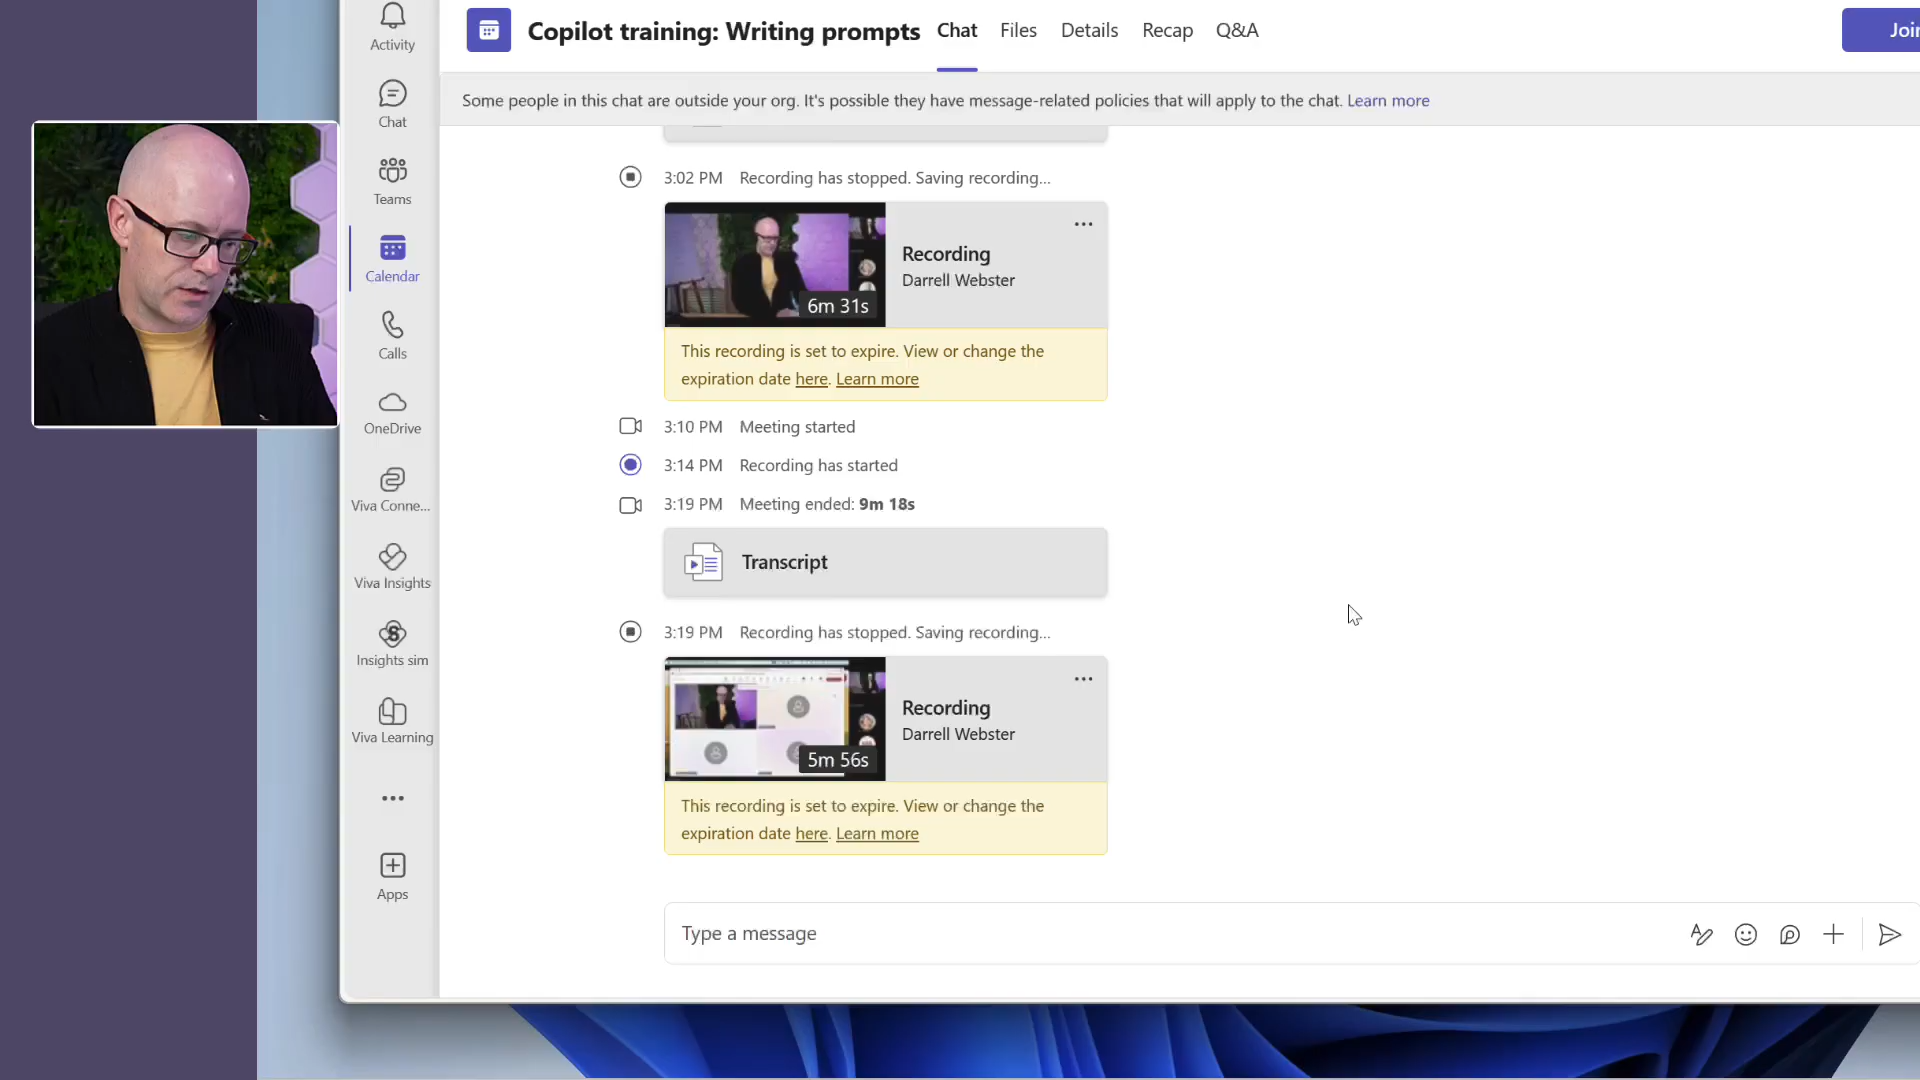 Activity
Chat
Teams
Calendar
Calls
OneDrive
Viva Conne...
Viva Insights
Insights sim
Viva Learning
Apps
Copilot training: Writing prompts
Chat
Files
Details
Recap
Q&A
Join
Some people in this chat are outside your org. It's possible they have message-related policies that will apply to the chat. Learn more
3:02 PM Recording has stopped. Saving recording...
Recording
Darrell Webster
6m 31s
This recording is set to expire. View or change the
expiration date here. Learn more
3:10 PM Meeting started
3:14 PM Recording has started
3:19 PM Meeting ended: 9m 18s
Transcript
3:19 PM Recording has stopped. Saving recording...
Recording
Darrell Webster
5m 56s
This recording is set to expire. View or change the
expiration date here. Learn more
Type a message